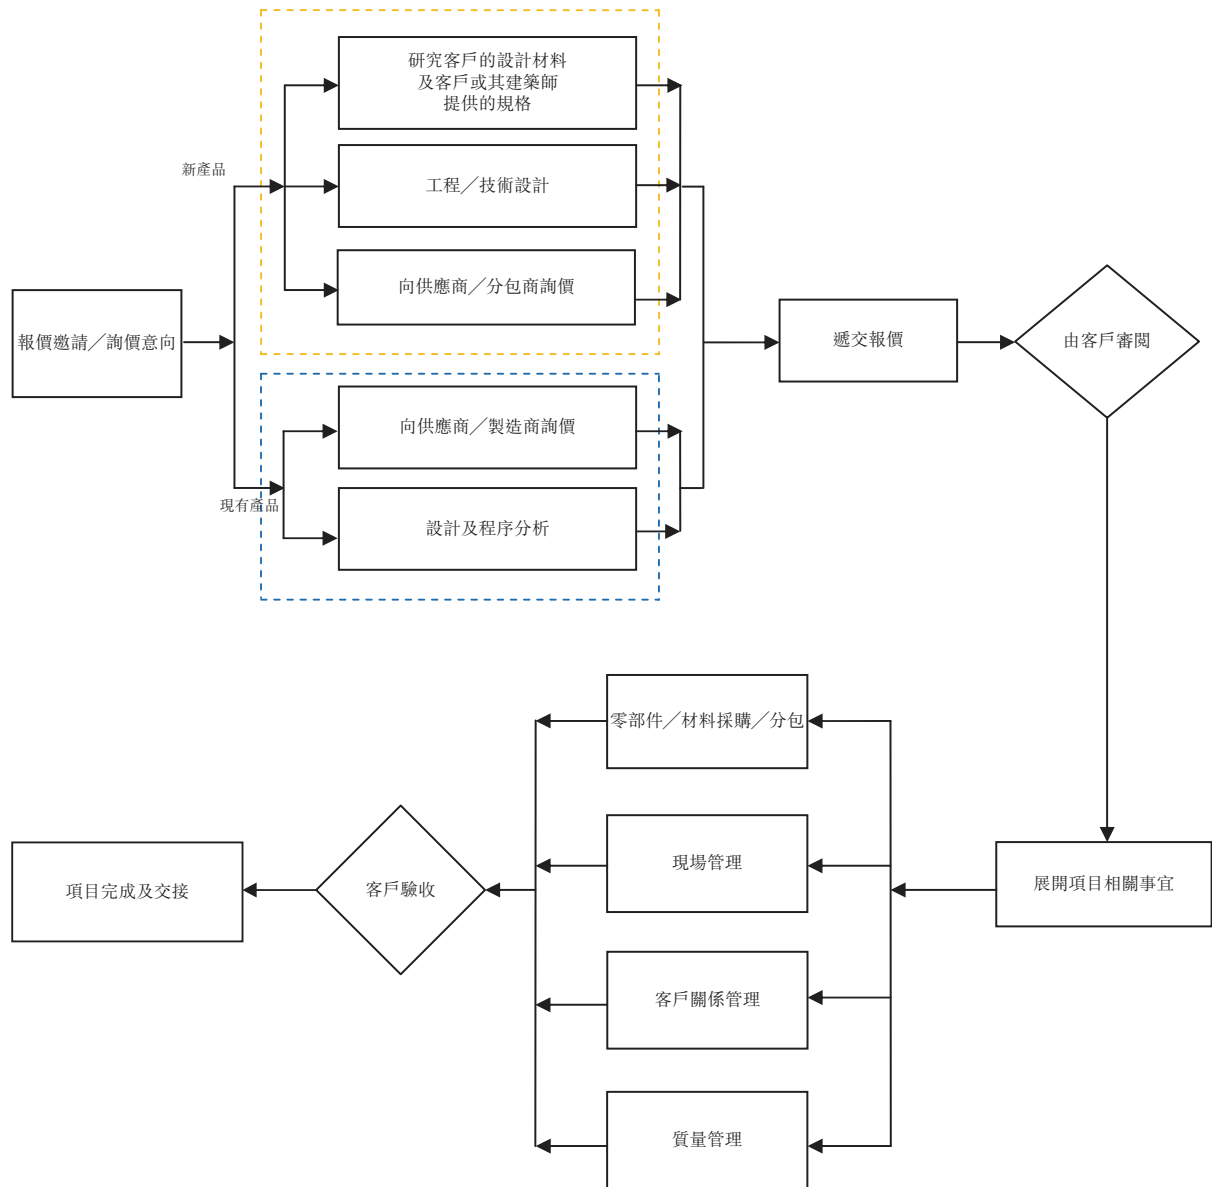 研究客戶的設計材料
及客戶或其建築師
提供的規格
新產品
工程╱技術設計
向供應商╱分包商詢價
報價邀請╱詢價意向
遞交報價
由客戶審閱
向供應商╱製造商詢價
現有產品
設計及程序分析
零部件╱材料採購╱分包
現場管理
客戶驗收
項目完成及交接
展開項目相關事宜
客戶關係管理
質量管理